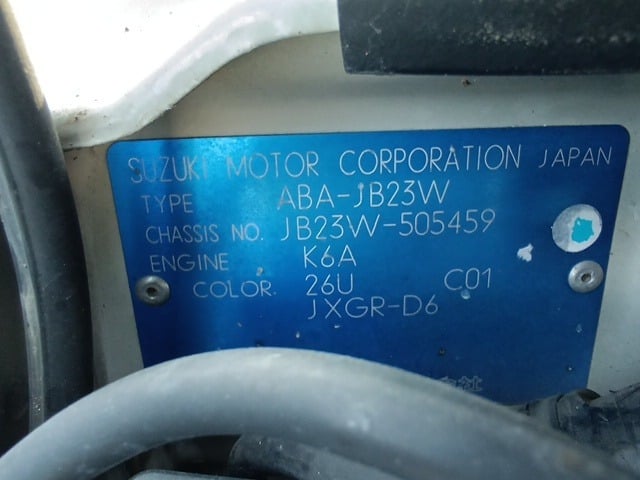 SUZUKI MOTOR CORPORATION JAPAN
TYPE ABA-JB23W
CHASSIS NO. JB23W-505459
ENGINE K6A
COLOR. 26U C01
JXGR-D6